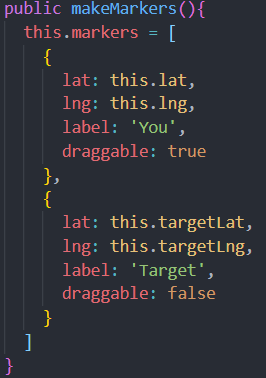 public makeMarkers(){
  this.markers = [
    {
      lat: this.lat,
      lng: this.lng,
      label: 'You',
      draggable: true
    },
    {
      lat: this.targetLat,
      lng: this.targetLng,
      label: 'Target',
      draggable: false
    }
  ]
}